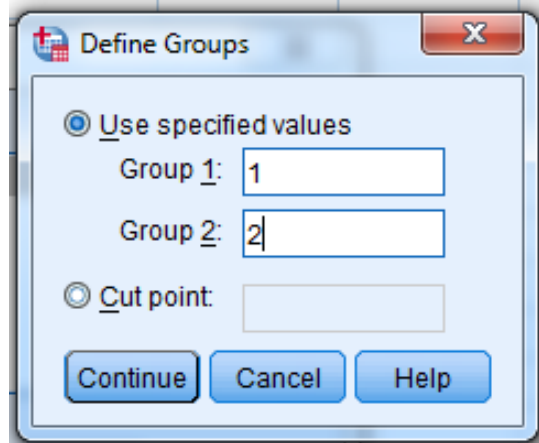 Define Groups
Use specified values
Group 1: 1
Group 2: 2
Cut point:
Continue Cancel Help